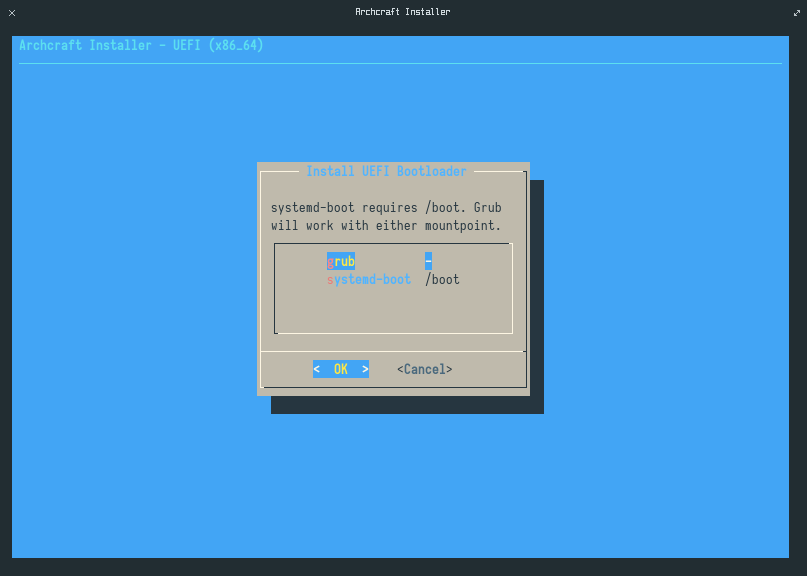 Archcraft Installer
Archcraft Installer - UEFI (x86_64)
Install UEFI Bootloader
systemd-boot requires /boot. Grub
will work with either mountpoint.
grub -
systemd-boot /boot
< OK > <Cancel>